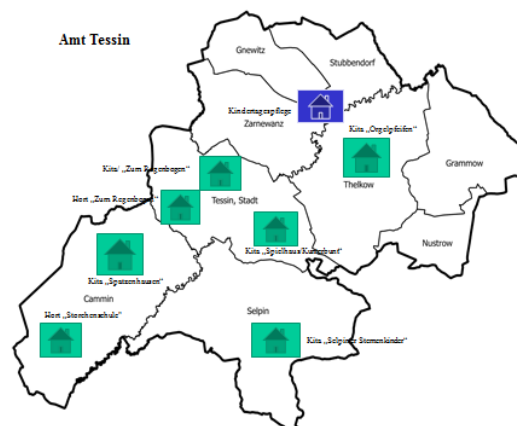 Amt Tessin
Gnewitz
Stubbendorf
Kindertagespflege
Zarnewanz
Kita „Orgelpfeifen“
Grammow
Kita/ „Zum Regenbogen“
Thelkow
Hort „Zum Regenbogen“
Tessin, Stadt
Nustrow
Kita „Spielhaus Kunterbunt“
Kita „Spatzenhausen“
Cammin
Selpin
Hort „Storchenschule“
Kita „Selpiner Sternenkinder“